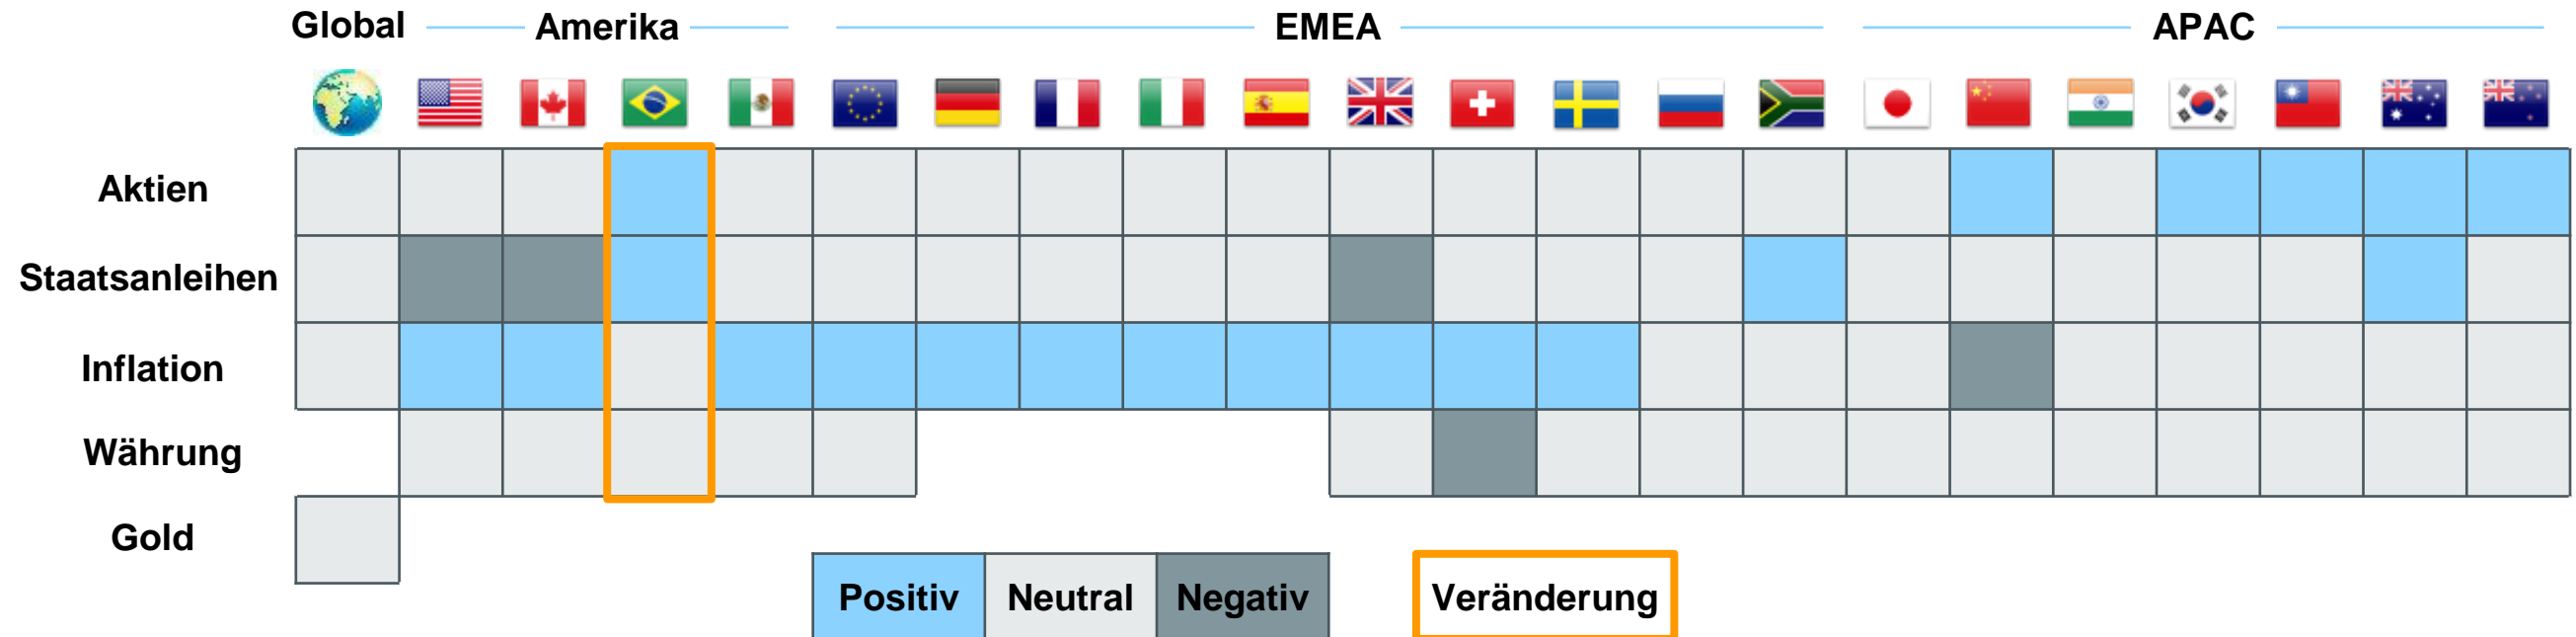 Global Amerika EMEA APAC
Aktien
Staatsanleihen
Inflation
Währung
Gold
Positiv Neutral Negativ Veränderung